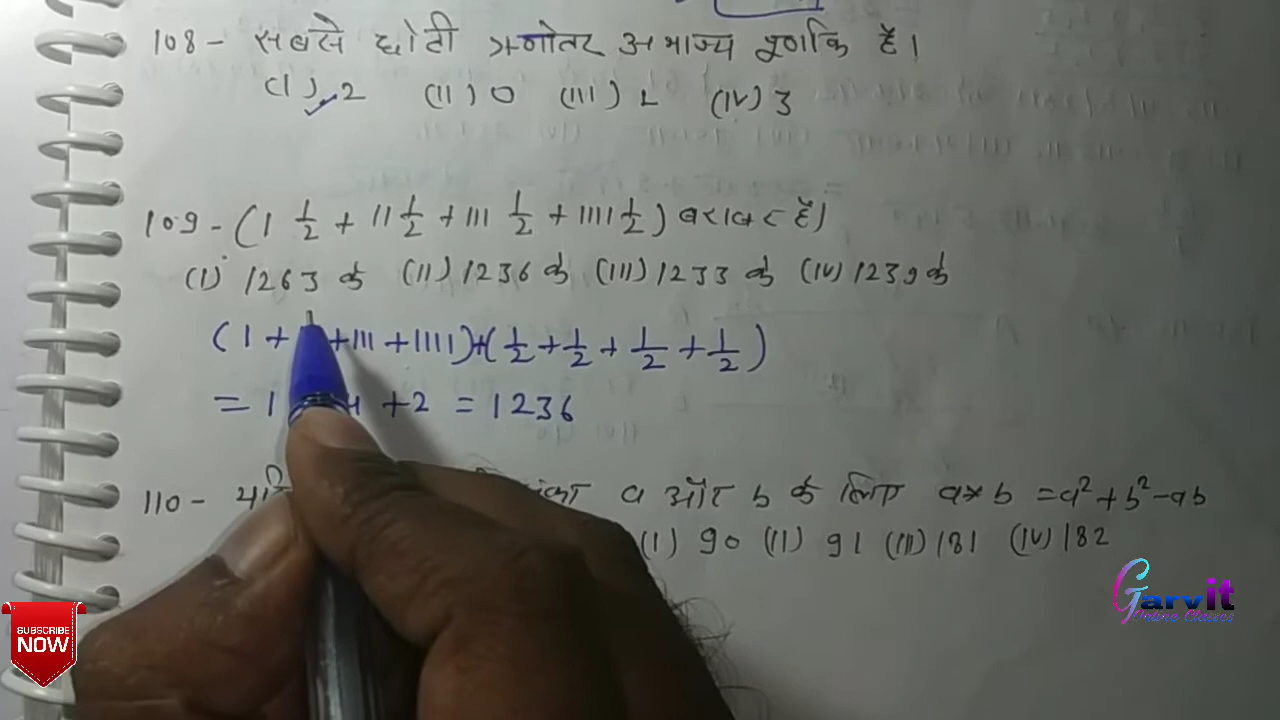 108 - सबसे छोटी ऋणेतर अभाज्य पूर्णांक है।
(I) 2 (II) 0 (III) 1 (IV) 3
109 - (1 1/2 + 11 1/2 + 111 1/2 + 1111 1/2) बराबर है।
(I) 1263 के (II) 1236 के (III) 1233 के (IV) 1239 के
(1 + + 111 + 1111) + (1/2 + 1/2 + 1/2 + 1/2)
= 1 4 + 2 = 1236
110 - a और b के लिए a * b = a² + b² - ab
(I) 90 (II) 91 (III) 181 (IV) 182
Garvit
Online Classes
SUBSCRIBE
NOW